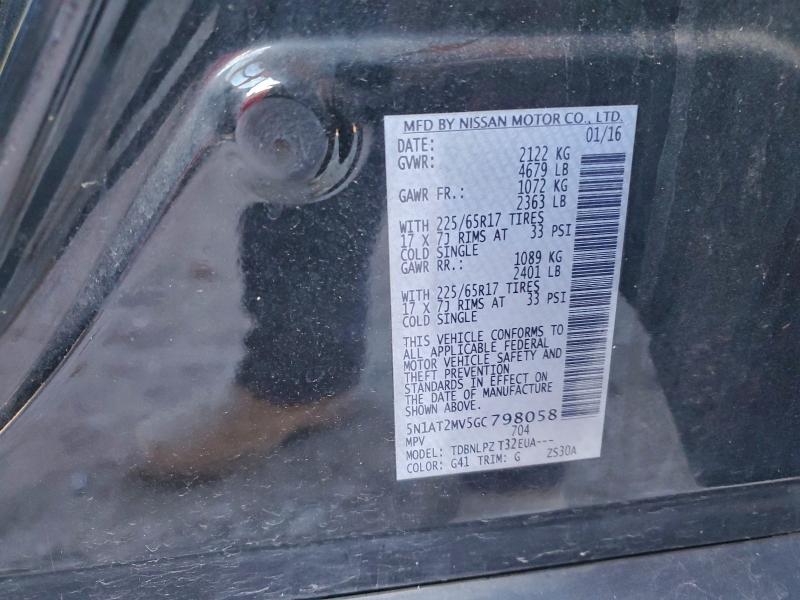 MFD BY NISSAN MOTOR CO., LTD.
DATE: 01/16
GVWR: 2122 KG
4679 LB
GAWR FR.: 1072 KG
2363 LB
WITH 225/65R17 TIRES
17 X 7J RIMS AT 33 PSI
COLD SINGLE
GAWR RR.: 1089 KG
2401 LB
WITH 225/65R17 TIRES
17 X 7J RIMS AT 33 PSI
COLD SINGLE
THIS VEHICLE CONFORMS TO
ALL APPLICABLE FEDERAL
MOTOR VEHICLE SAFETY AND
THEFT PREVENTION
STANDARDS IN EFFECT ON
THE DATE OF MANUFACTURE
SHOWN ABOVE.
5N1AT2MV5GC798058
MPV 704
MODEL: TDBNLPZ T32EUA---
COLOR: G41 TRIM: G ZS30A